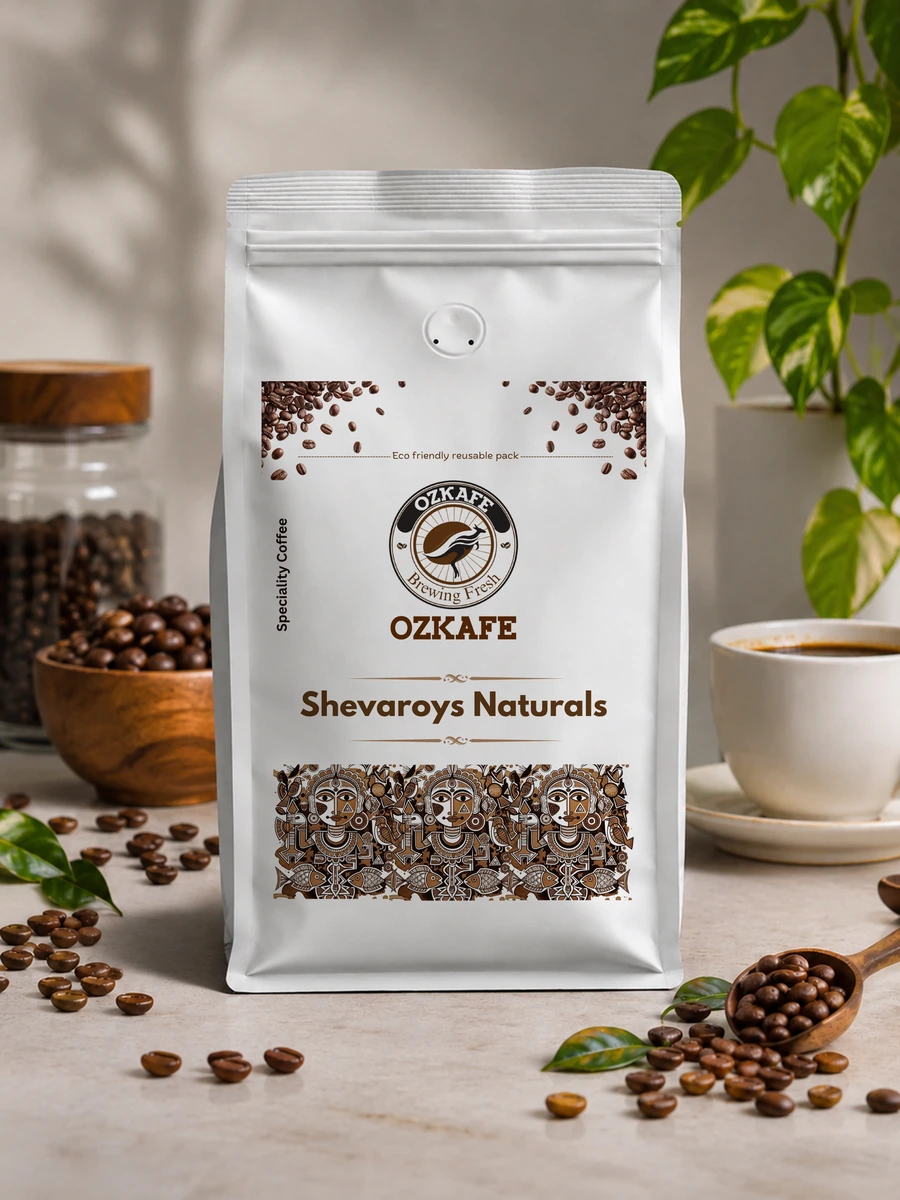 Eco friendly reusable pack
OZKAFE
Brewing Fresh
OZKAFE
Speciality Coffee
Shevaroys Naturals